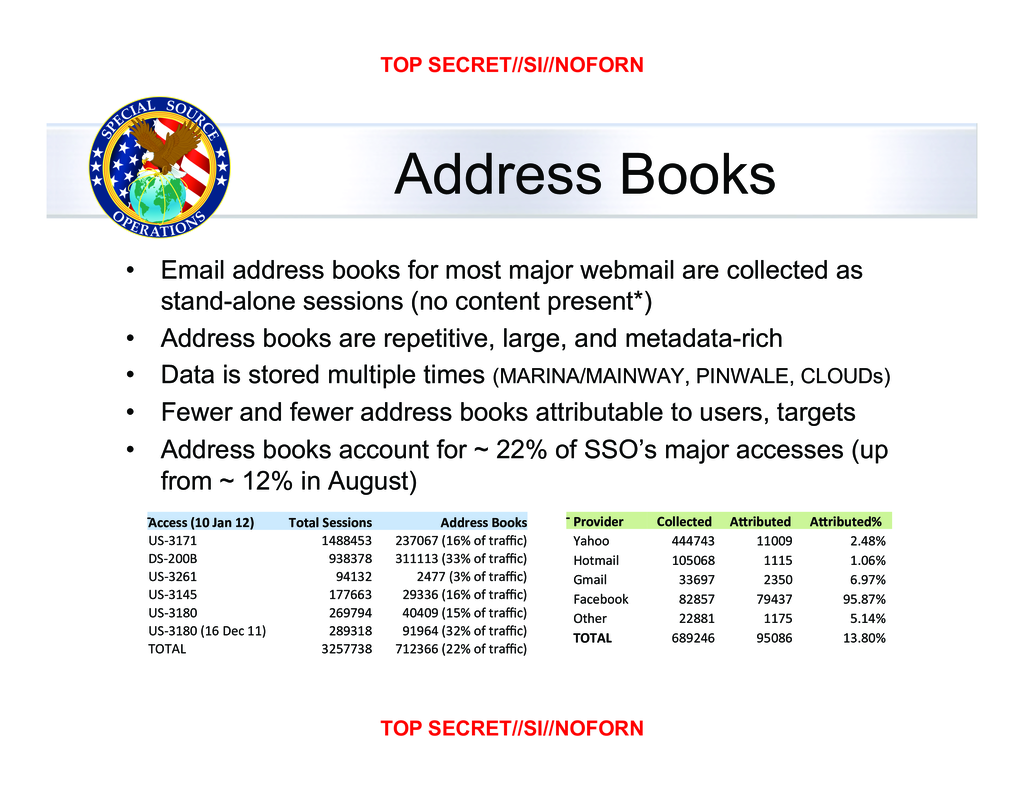 TOP SECRET//SI//NOFORN
SPECIAL SOURCE
OPERATIONS
Address Books
• Email address books for most major webmail are collected as
stand-alone sessions (no content present*)
• Address books are repetitive, large, and metadata-rich
• Data is stored multiple times (MARINA/MAINWAY, PINWALE, CLOUDs)
• Fewer and fewer address books attributable to users, targets
• Address books account for ~ 22% of SSO’s major accesses (up
from ~ 12% in August)
Access (10 Jan 12) Total Sessions Address Books
US-3171 1488453 237067 (16% of traffic)
DS-200B 938378 311113 (33% of traffic)
US-3261 94132 2477 (3% of traffic)
US-3145 177663 29336 (16% of traffic)
US-3180 269794 40409 (15% of traffic)
US-3180 (16 Dec 11) 289318 91964 (32% of traffic)
TOTAL 3257738 712366 (22% of traffic)
Provider Collected Attributed Attributed%
Yahoo 444743 11009 2.48%
Hotmail 105068 1115 1.06%
Gmail 33697 2350 6.97%
Facebook 82857 79437 95.87%
Other 22881 1175 5.14%
TOTAL 689246 95086 13.80%
TOP SECRET//SI//NOFORN